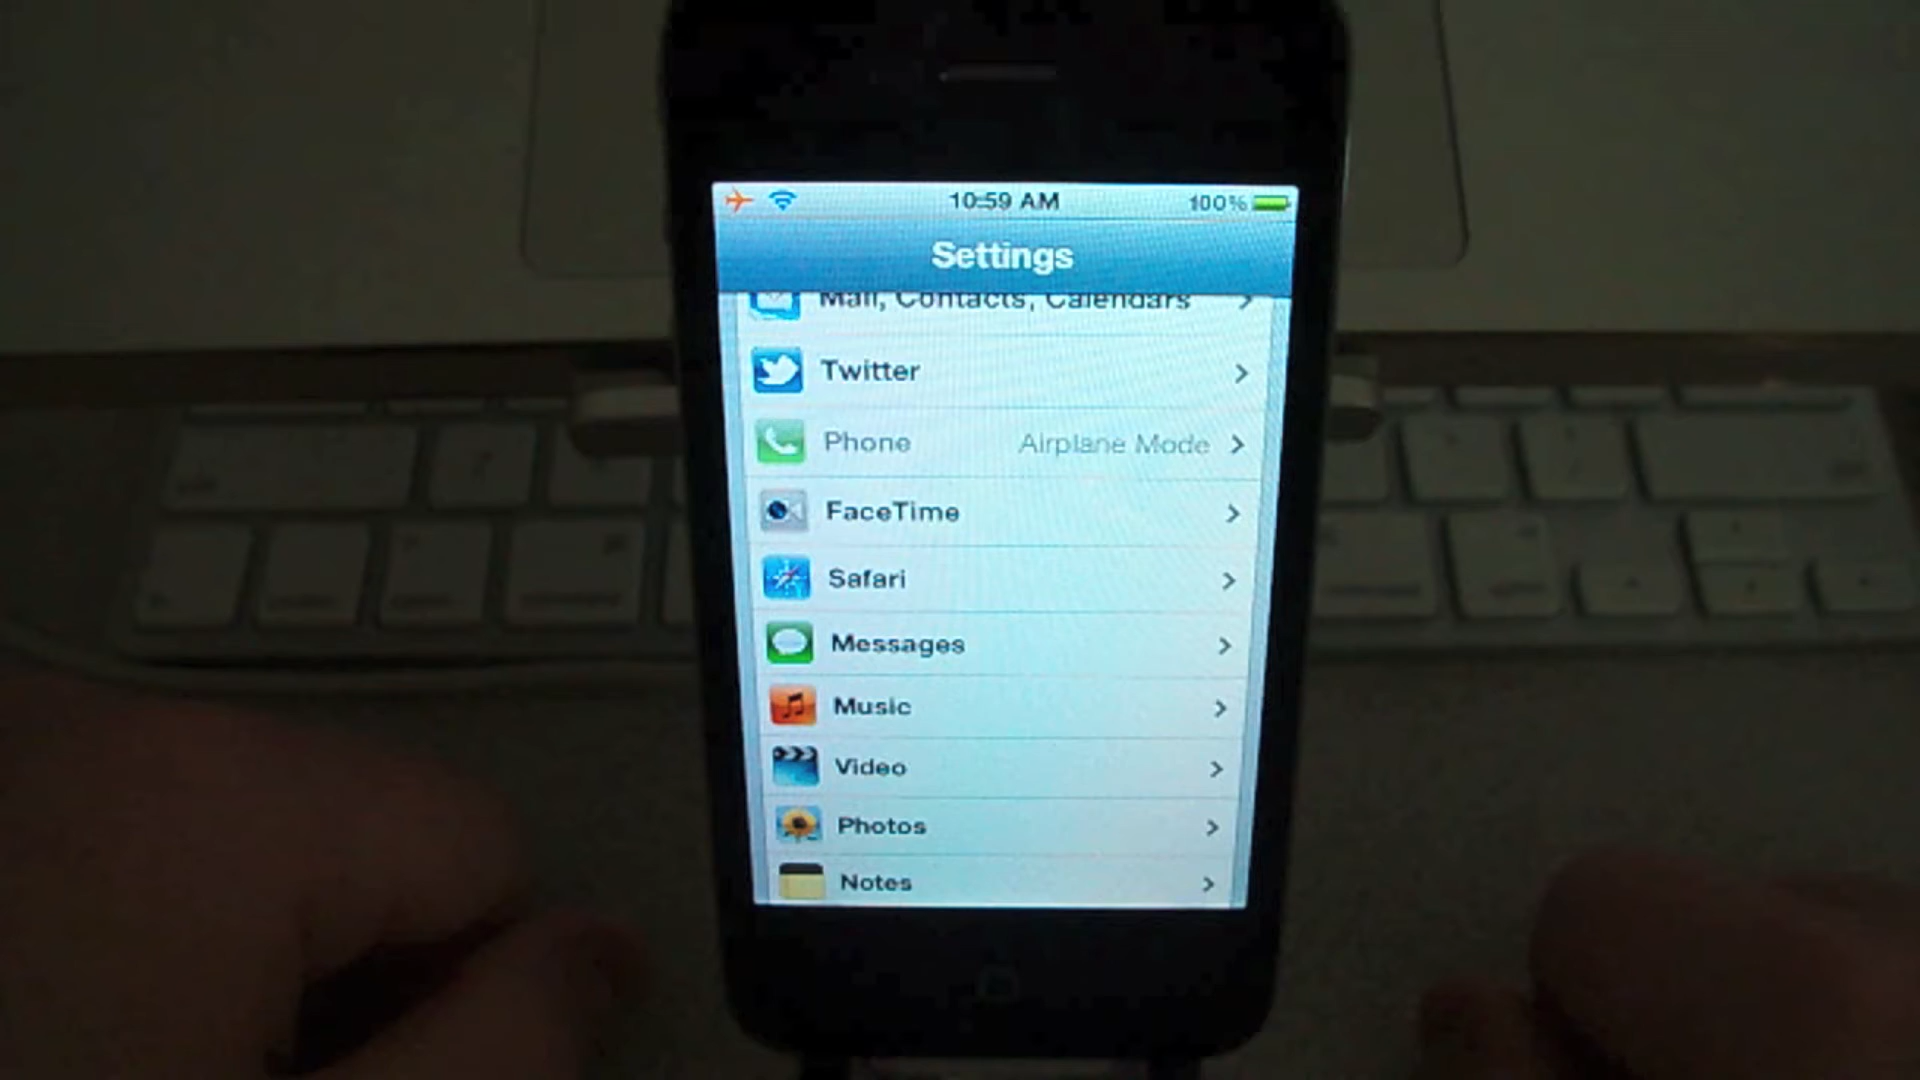 10:59 AM 100%
Settings
Mail, Contacts, Calendars
Twitter
Phone Airplane Mode
FaceTime
Safari
Messages
Music
Video
Photos
Notes